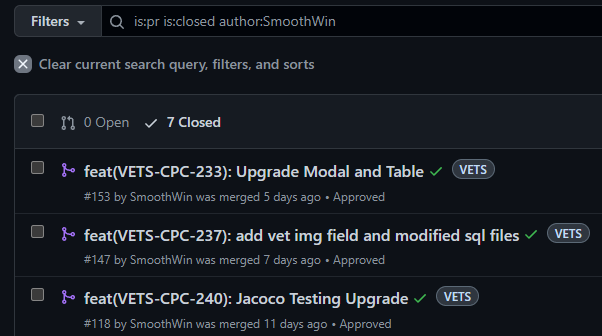 Filters is:pr is:closed author:SmoothWin
Clear current search query, filters, and sorts
0 Open 7 Closed
feat(VETS-CPC-233): Upgrade Modal and Table VETS
#153 by SmoothWin was merged 5 days ago • Approved
feat(VETS-CPC-237): add vet img field and modified sql files VETS
#147 by SmoothWin was merged 7 days ago • Approved
feat(VETS-CPC-240): Jacoco Testing Upgrade VETS
#118 by SmoothWin was merged 11 days ago • Approved